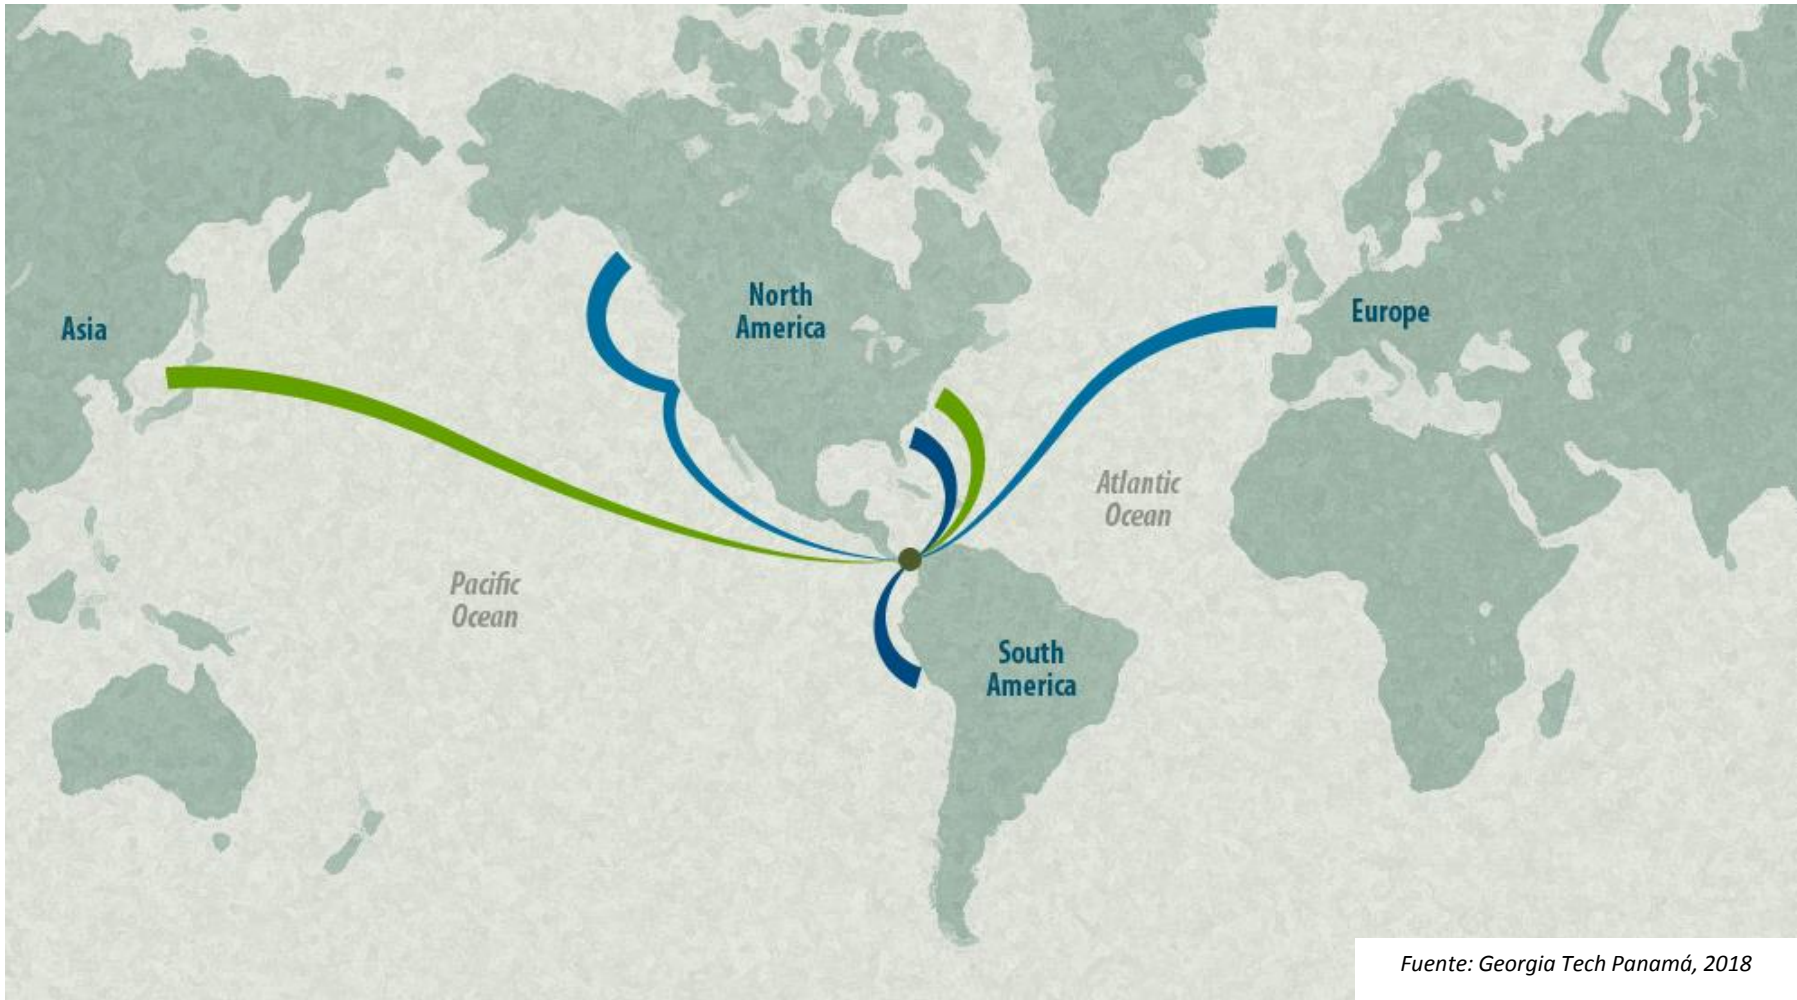 North
America
Asia
Europe
Atlantic
Ocean
Pacific
Ocean
South
America
Fuente: Georgia Tech Panamá, 2018